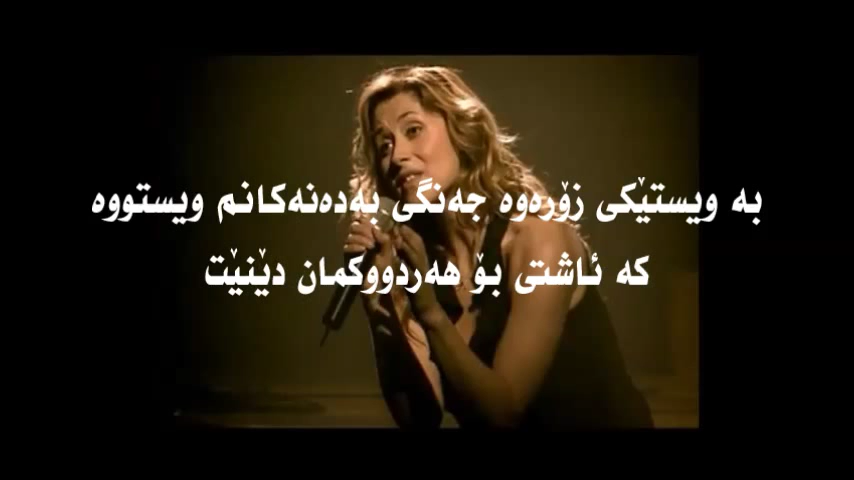 بە ویستێکی زۆرەوە جەنگی بەدەنەکانم ویستووە
کە ئاشتی بۆ هەردووکمان دێنێت